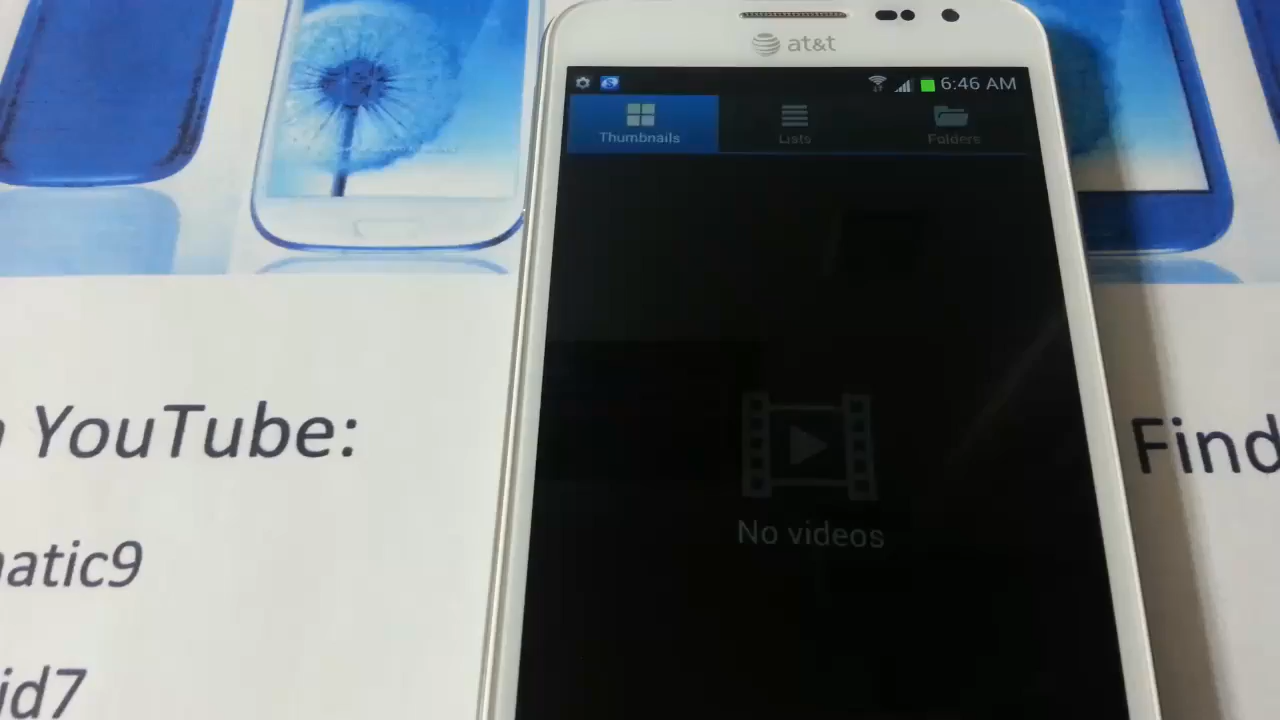 at&t
6:46 AM
Thumbnails
Lists
Folders
No videos
YouTube:
Find
atic9
id7